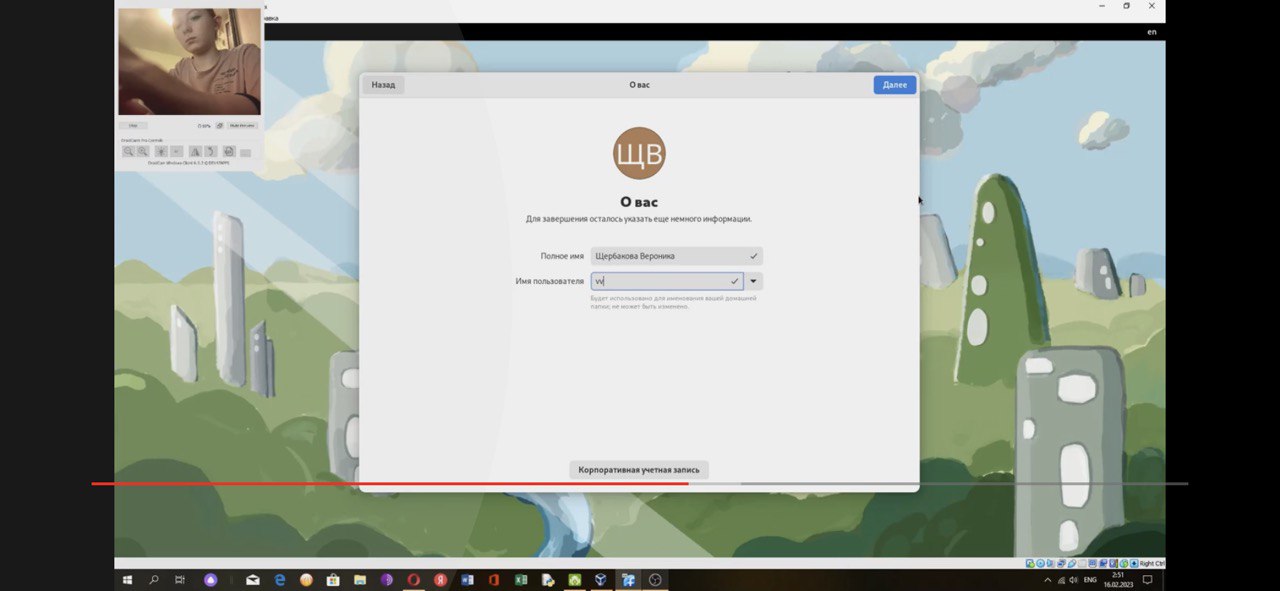 en
Назад
О вас
Далее
ЩВ
О вас
Для завершения осталось указать еще немного информации.
Полное имя
Щербакова Вероника
Имя пользователя
vv
Будет использовано для именования вашей домашней
папки; не может быть изменено.
Корпоративная учетная запись
Right Ctrl
ENG
2:51
16.02.2023